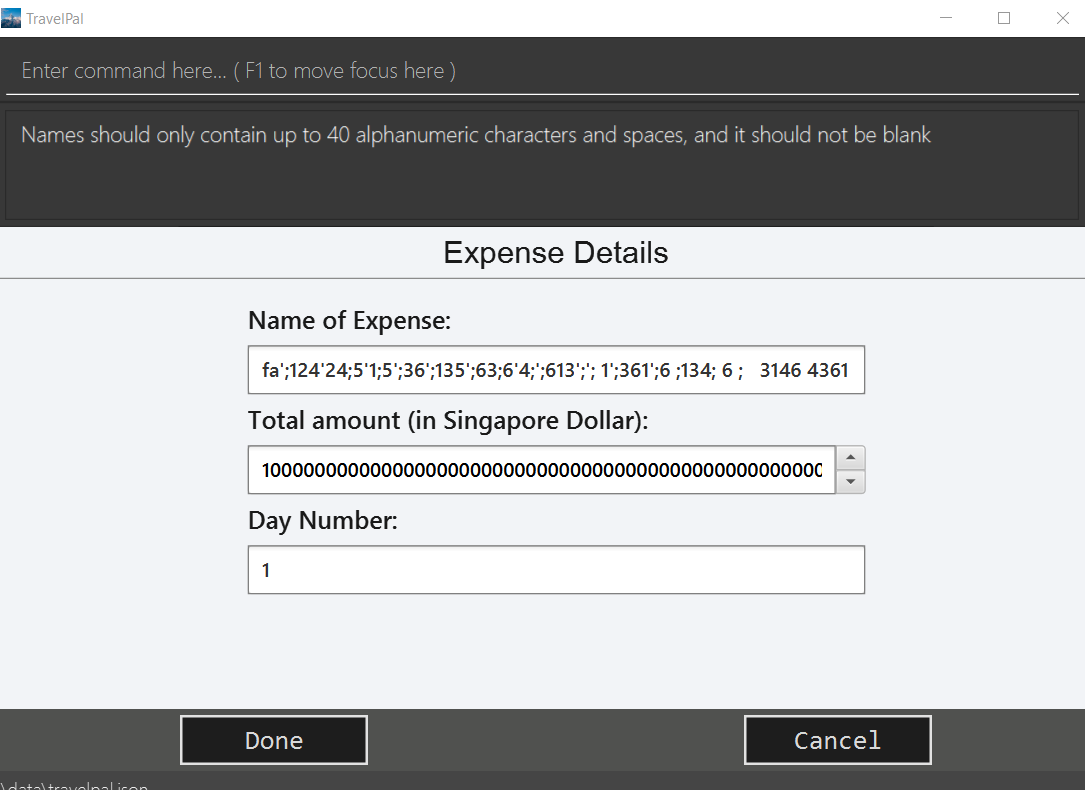 TravelPal
Enter command here... ( F1 to move focus here )
Names should only contain up to 40 alphanumeric characters and spaces, and it should not be blank
Expense Details
Name of Expense:
fa';124'24;5'1;5';36';135';63;6'4;';613';'; 1';361';6 ;134; 6 ;   3146 4361
Total amount (in Singapore Dollar):
Day Number:
1
Done
Cancel
\data\travelpal.json